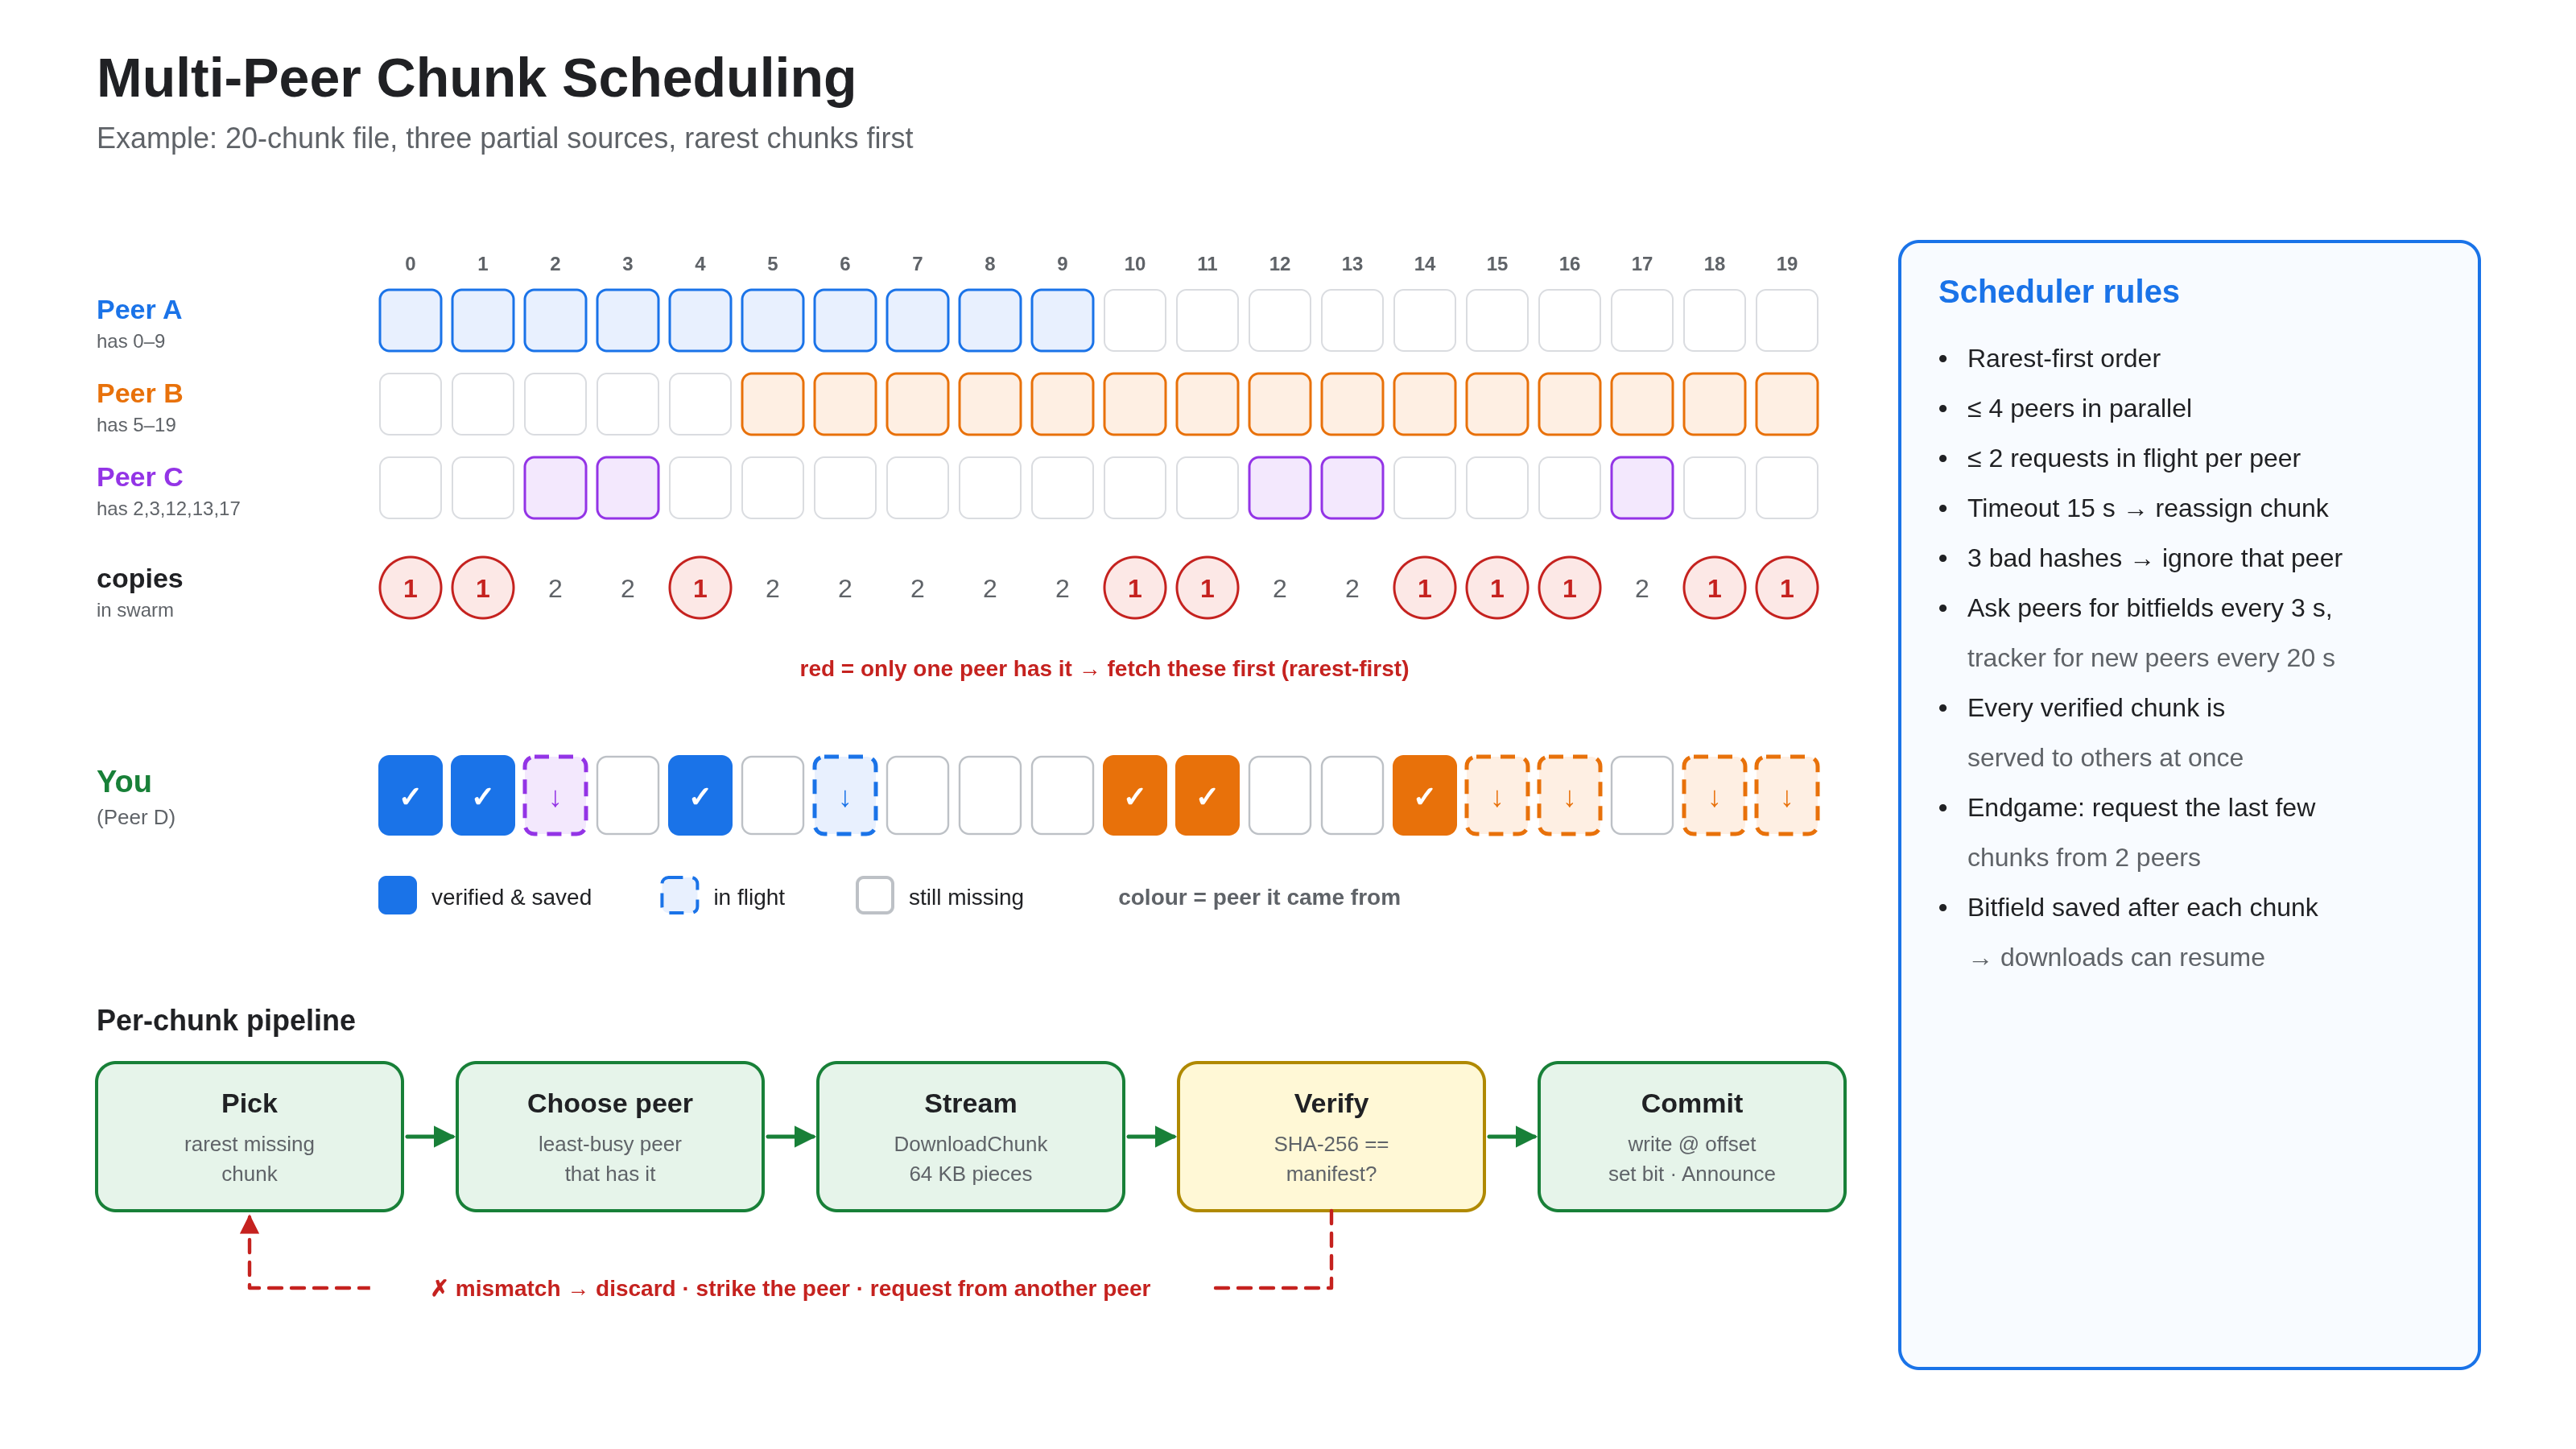 Multi-Peer Chunk Scheduling
Example: 20-chunk file, three partial sources, rarest chunks first
0 1 2 3 4 5 6 7 8 9 10 11 12 13 14 15 16 17 18 19
Peer A
has 0–9
Peer B
has 5–19
Peer C
has 2,3,12,13,17
copies
in swarm
1 1 2 2 1 2 2 2 2 2 1 1 2 2 1 1 1 2 1 1
red = only one peer has it → fetch these first (rarest-first)
You
(Peer D)
✓ ✓ ↓ ✓ ↓ ✓ ✓ ✓ ↓ ↓ ↓ ↓
verified & saved
in flight
still missing
colour = peer it came from
Per-chunk pipeline
Pick
rarest missing
chunk
Choose peer
least-busy peer
that has it
Stream
DownloadChunk
64 KB pieces
Verify
SHA-256 ==
manifest?
Commit
write @ offset
set bit · Announce
✗ mismatch → discard · strike the peer · request from another peer
Scheduler rules
• Rarest-first order
• ≤ 4 peers in parallel
• ≤ 2 requests in flight per peer
• Timeout 15 s → reassign chunk
• 3 bad hashes → ignore that peer
• Ask peers for bitfields every 3 s,
tracker for new peers every 20 s
• Every verified chunk is
served to others at once
• Endgame: request the last few
chunks from 2 peers
• Bitfield saved after each chunk
→ downloads can resume